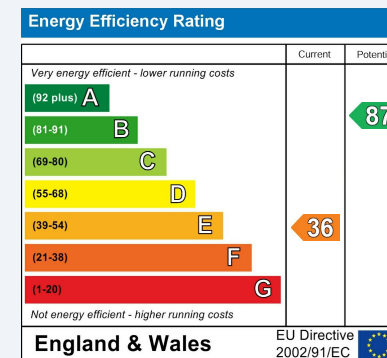 Energy Efficiency Rating
Current Potenti
Very energy efficient - lower running costs
(92 plus) A
(81-91) B
87
(69-80) C
(55-68) D
(39-54) E
36
(21-38) F
(1-20) G
Not energy efficient - higher running costs
England & Wales
EU Directive
2002/91/EC